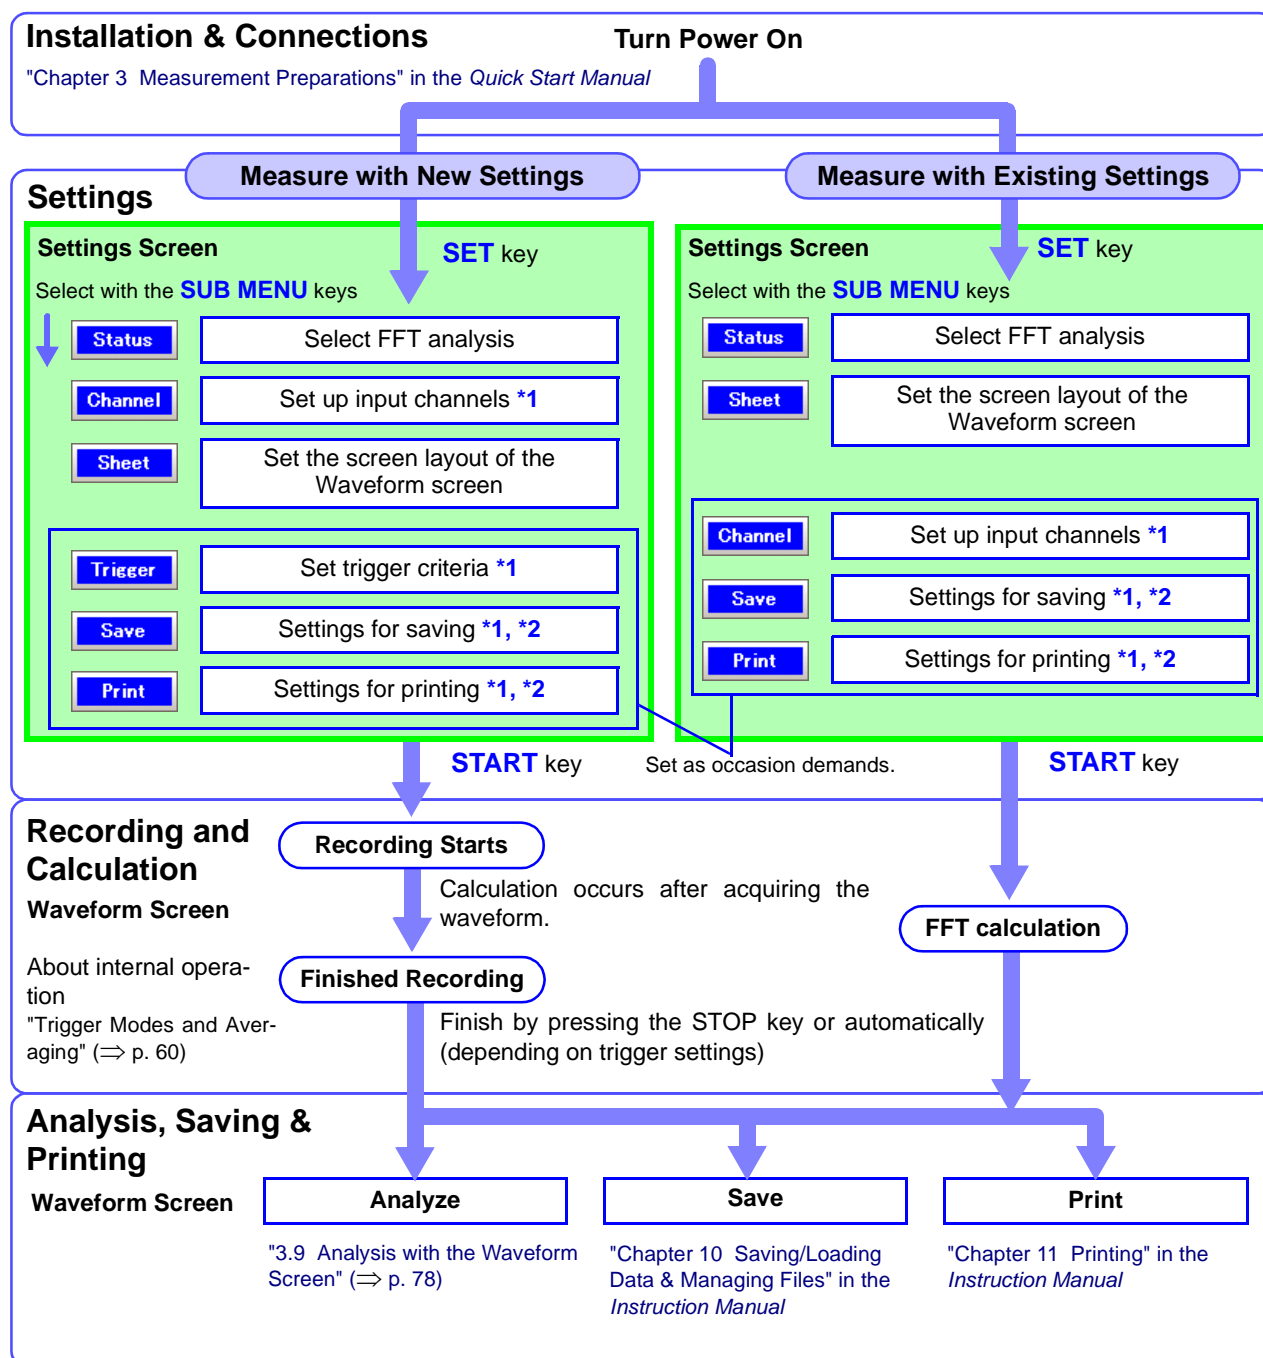 Installation & Connections
Turn Power On
"Chapter 3  Measurement Preparations" in the Quick Start Manual
Measure with New Settings
Measure with Existing Settings
Settings
Settings Screen
SET key
Select with the SUB MENU keys
Status
Select FFT analysis
Channel
Set up input channels *1
Sheet
Set the screen layout of the
Waveform screen
Trigger
Set trigger criteria *1
Save
Settings for saving *1, *2
Print
Settings for printing *1, *2
START key
Settings Screen
SET key
Select with the SUB MENU keys
Status
Select FFT analysis
Sheet
Set the screen layout of the
Waveform screen
Channel
Set up input channels *1
Save
Settings for saving *1, *2
Print
Settings for printing *1, *2
Set as occasion demands.
START key
Recording and
Calculation
Waveform Screen
About internal opera-
tion
"Trigger Modes and Aver-
aging" (⇒ p. 60)
Recording Starts
Calculation occurs after acquiring the
waveform.
Finished Recording
Finish by pressing the STOP key or automatically
(depending on trigger settings)
FFT calculation
Analysis, Saving &
Printing
Waveform Screen
Analyze
"3.9  Analysis with the Waveform
Screen" (⇒ p. 78)
Save
"Chapter 10  Saving/Loading
Data & Managing Files" in the
Instruction Manual
Print
"Chapter 11  Printing" in the
Instruction Manual